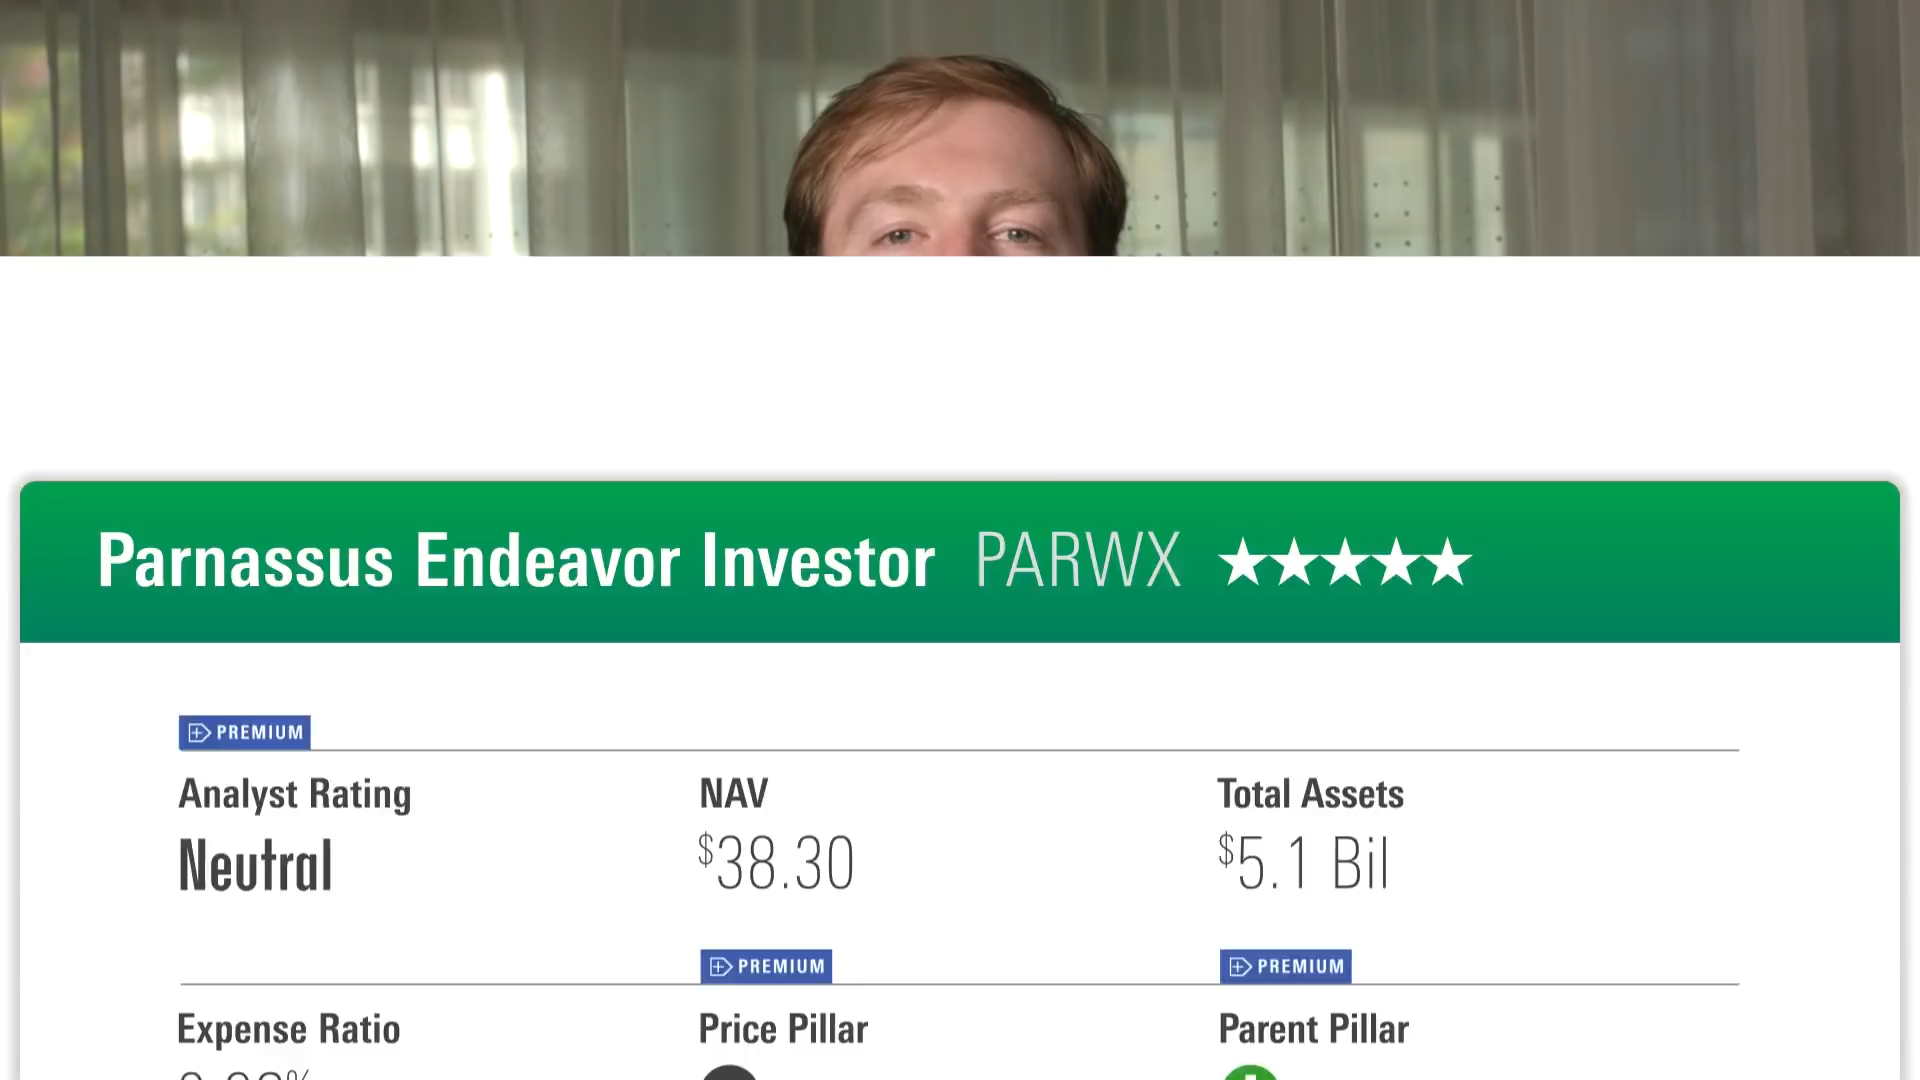 Parnassus Endeavor Investor PARWX ★★★★★
PREMIUM
Analyst Rating NAV Total Assets
Neutral $38.30 $5.1 Bil
PREMIUM PREMIUM
Expense Ratio Price Pillar Parent Pillar